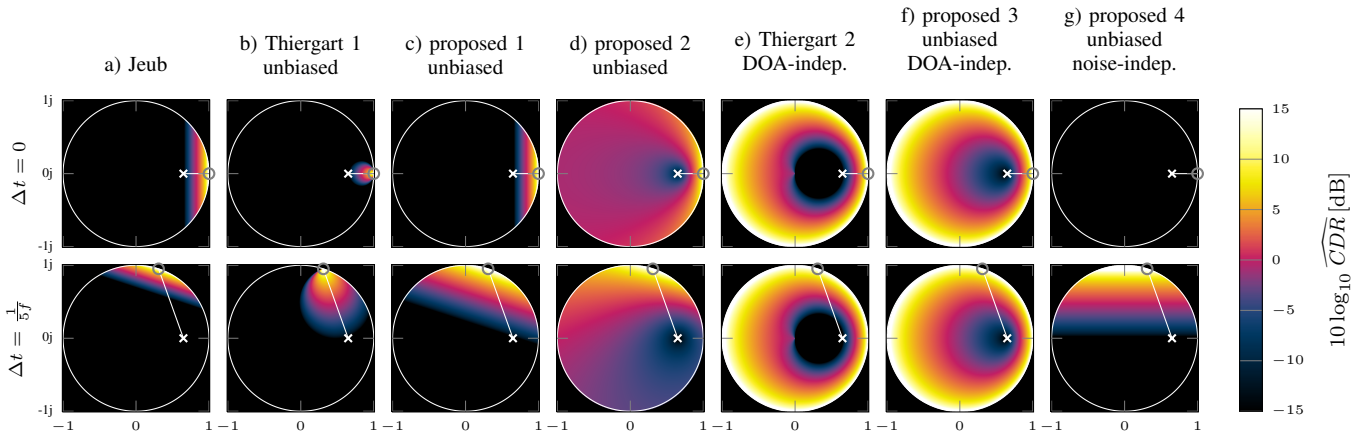 a) Jeub
b) Thiergart 1
unbiased
c) proposed 1
unbiased
d) proposed 2
unbiased
e) Thiergart 2
DOA-indep.
f) proposed 3
unbiased
DOA-indep.
g) proposed 4
unbiased
noise-indep.
Δt = 0
1j
0j
-1j
Δt = 1/5f
1j
0j
-1j
−1 0 1
−1 0 1
−1 0 1
−1 0 1
−1 0 1
−1 0 1
−1 0 1
15
10
5
0
−5
−10
−15
10 log₁₀ \widehat{CDR} [dB]